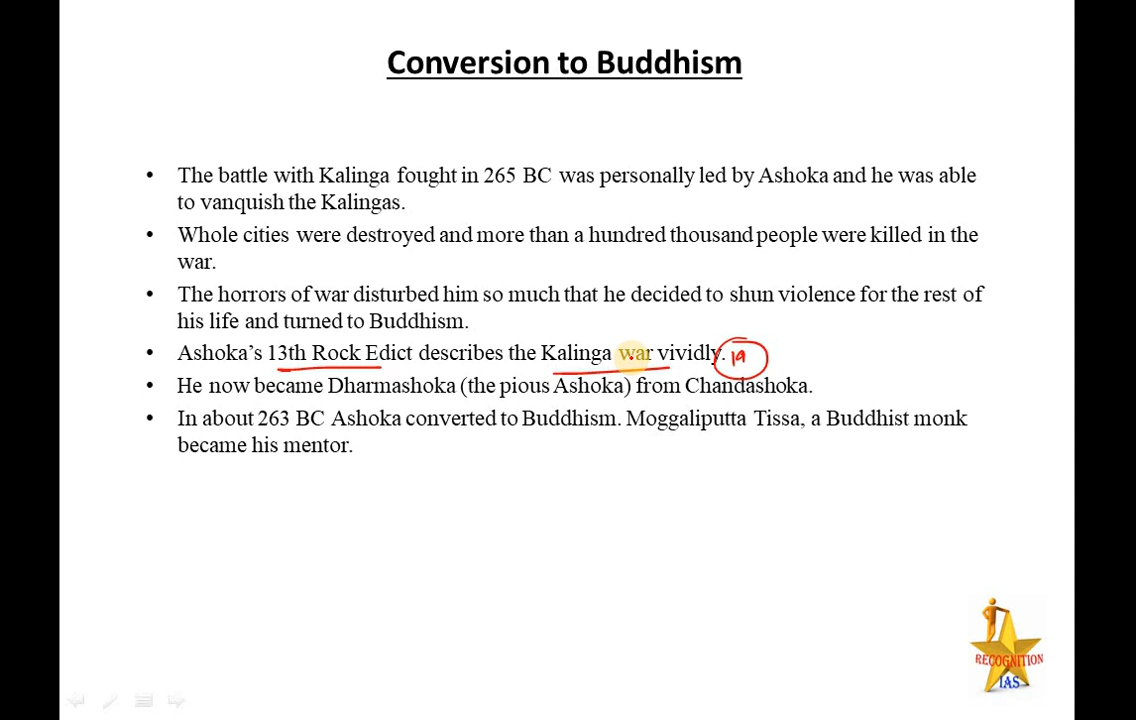 Conversion to Buddhism
• The battle with Kalinga fought in 265 BC was personally led by Ashoka and he was able
to vanquish the Kalingas.
• Whole cities were destroyed and more than a hundred thousand people were killed in the
war.
• The horrors of war disturbed him so much that he decided to shun violence for the rest of
his life and turned to Buddhism.
• Ashoka’s 13th Rock Edict describes the Kalinga war vividly. 19
• He now became Dharmashoka (the pious Ashoka) from Chandashoka.
• In about 263 BC Ashoka converted to Buddhism. Moggaliputta Tissa, a Buddhist monk
became his mentor.
RECOGNITION
IAS